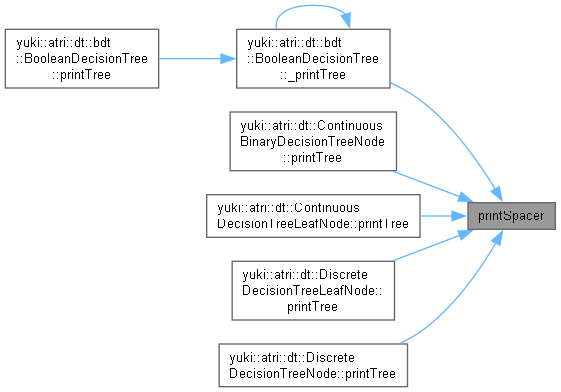 yuki::atri::dt::bdt
::BooleanDecisionTree
::printTree
yuki::atri::dt::bdt
::BooleanDecisionTree
::_printTree
yuki::atri::dt::Continuous
BinaryDecisionTreeNode
::printTree
yuki::atri::dt::Continuous
DecisionTreeLeafNode::printTree
yuki::atri::dt::Discrete
DecisionTreeLeafNode::
printTree
yuki::atri::dt::Discrete
DecisionTreeNode::printTree
printSpacer